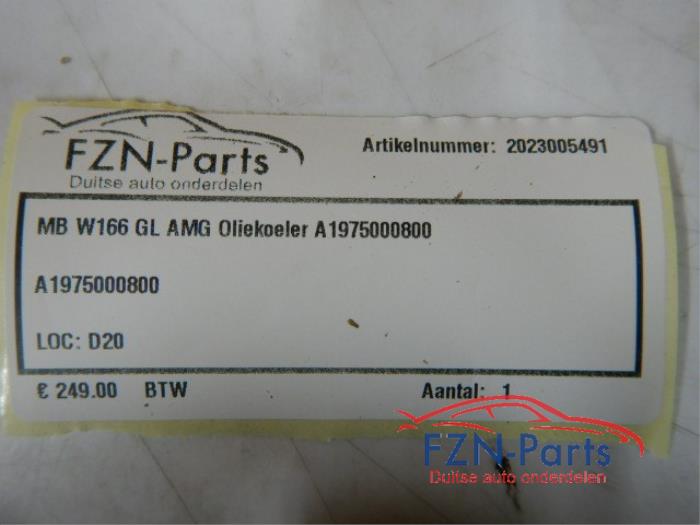 FZN-Parts
Duitse auto onderdelen
Artikelnummer: 2023005491
MB W166 GL AMG Oliekoeler A1975000800
A1975000800
LOC: D20
€ 249.00 BTW Aantal: 1
FZN-Parts
Duitse auto onderdelen